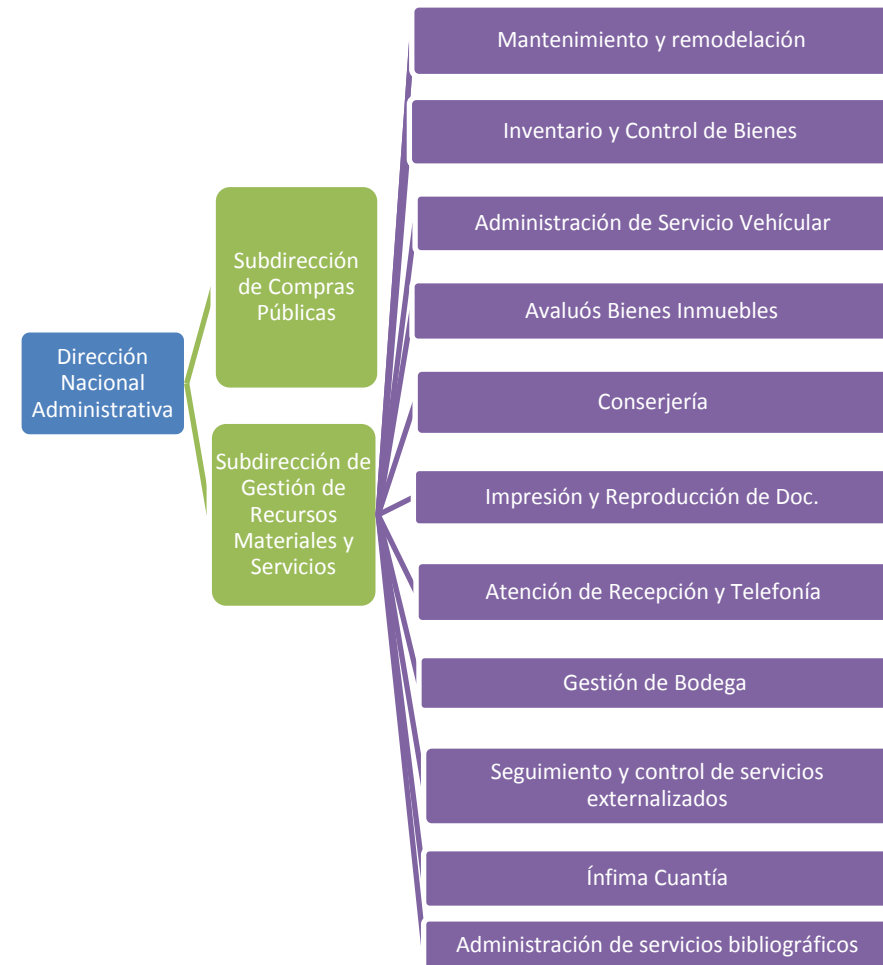 Dirección
Nacional
Administrativa
Subdirección
de Compras
Públicas
Subdirección de
Gestión de
Recursos
Materiales y
Servicios
Mantenimiento y remodelación
Inventario y Control de Bienes
Administración de Servicio Vehícular
Avaluós Bienes Inmuebles
Conserjería
Impresión y Reproducción de Doc.
Atención de Recepción y Telefonía
Gestión de Bodega
Seguimiento y control de servicios
externalizados
Ínfima Cuantía
Administración de servicios bibliográficos